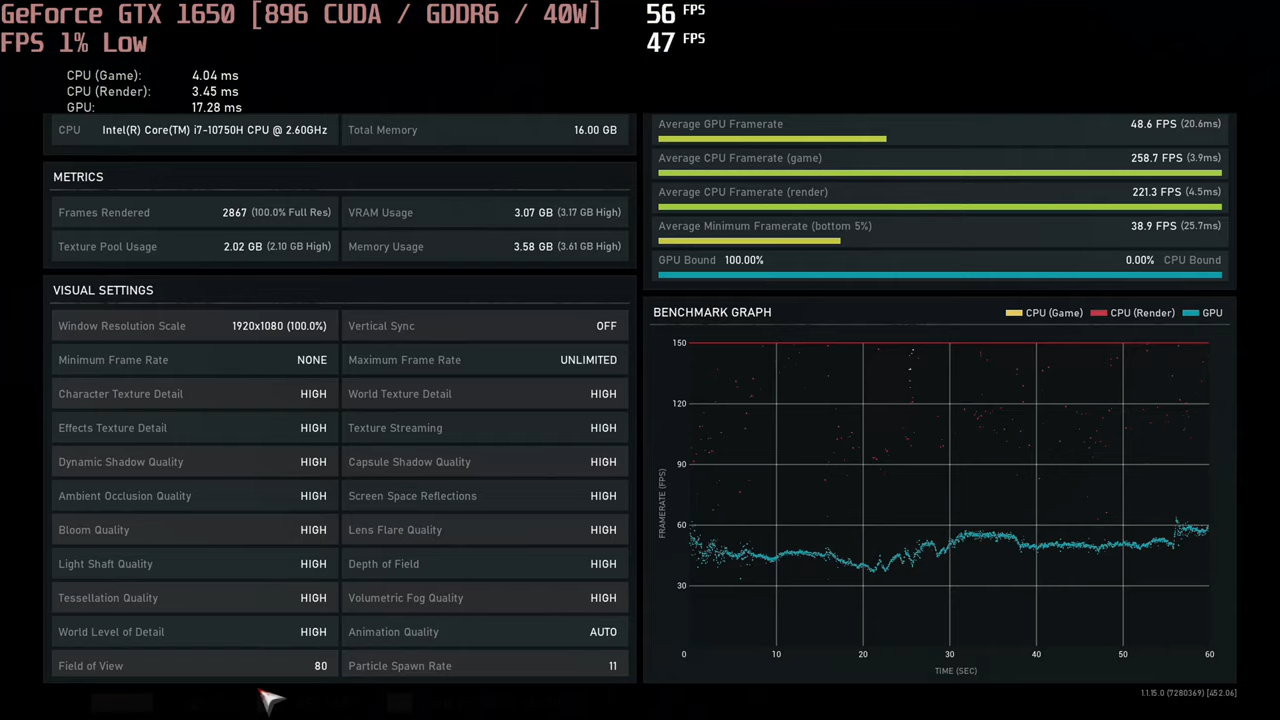 GeForce GTX 1650 [896 CUDA / GDDR6 / 40W] 56 FPS
FPS 1% Low 47 FPS
CPU (Game): 4.04 ms
CPU (Render): 3.45 ms
GPU: 17.28 ms
CPU Intel(R) Core(TM) i7-10750H CPU @ 2.60GHz Total Memory 16.00 GB
METRICS
Frames Rendered 2867 (100.0% Full Res) VRAM Usage 3.07 GB (3.17 GB High)
Texture Pool Usage 2.02 GB (2.10 GB High) Memory Usage 3.58 GB (3.61 GB High)
VISUAL SETTINGS
Window Resolution Scale 1920x1080 (100.0%) Vertical Sync OFF
Minimum Frame Rate NONE Maximum Frame Rate UNLIMITED
Character Texture Detail HIGH World Texture Detail HIGH
Effects Texture Detail HIGH Texture Streaming HIGH
Dynamic Shadow Quality HIGH Capsule Shadow Quality HIGH
Ambient Occlusion Quality HIGH Screen Space Reflections HIGH
Bloom Quality HIGH Lens Flare Quality HIGH
Light Shaft Quality HIGH Depth of Field HIGH
Tessellation Quality HIGH Volumetric Fog Quality HIGH
World Level of Detail HIGH Animation Quality AUTO
Field of View 80 Particle Spawn Rate 11
Average GPU Framerate 48.6 FPS (20.6ms)
Average CPU Framerate (game) 258.7 FPS (3.9ms)
Average CPU Framerate (render) 221.3 FPS (4.5ms)
Average Minimum Framerate (bottom 5%) 38.9 FPS (25.7ms)
GPU Bound 100.00% 0.00% CPU Bound
BENCHMARK GRAPH CPU (Game) CPU (Render) GPU
150
120
90
60
30
FRAMERATE (FPS)
0 10 20 30 40 50 60
TIME (SEC)
1.1.15.0 (7280369) [452.06]